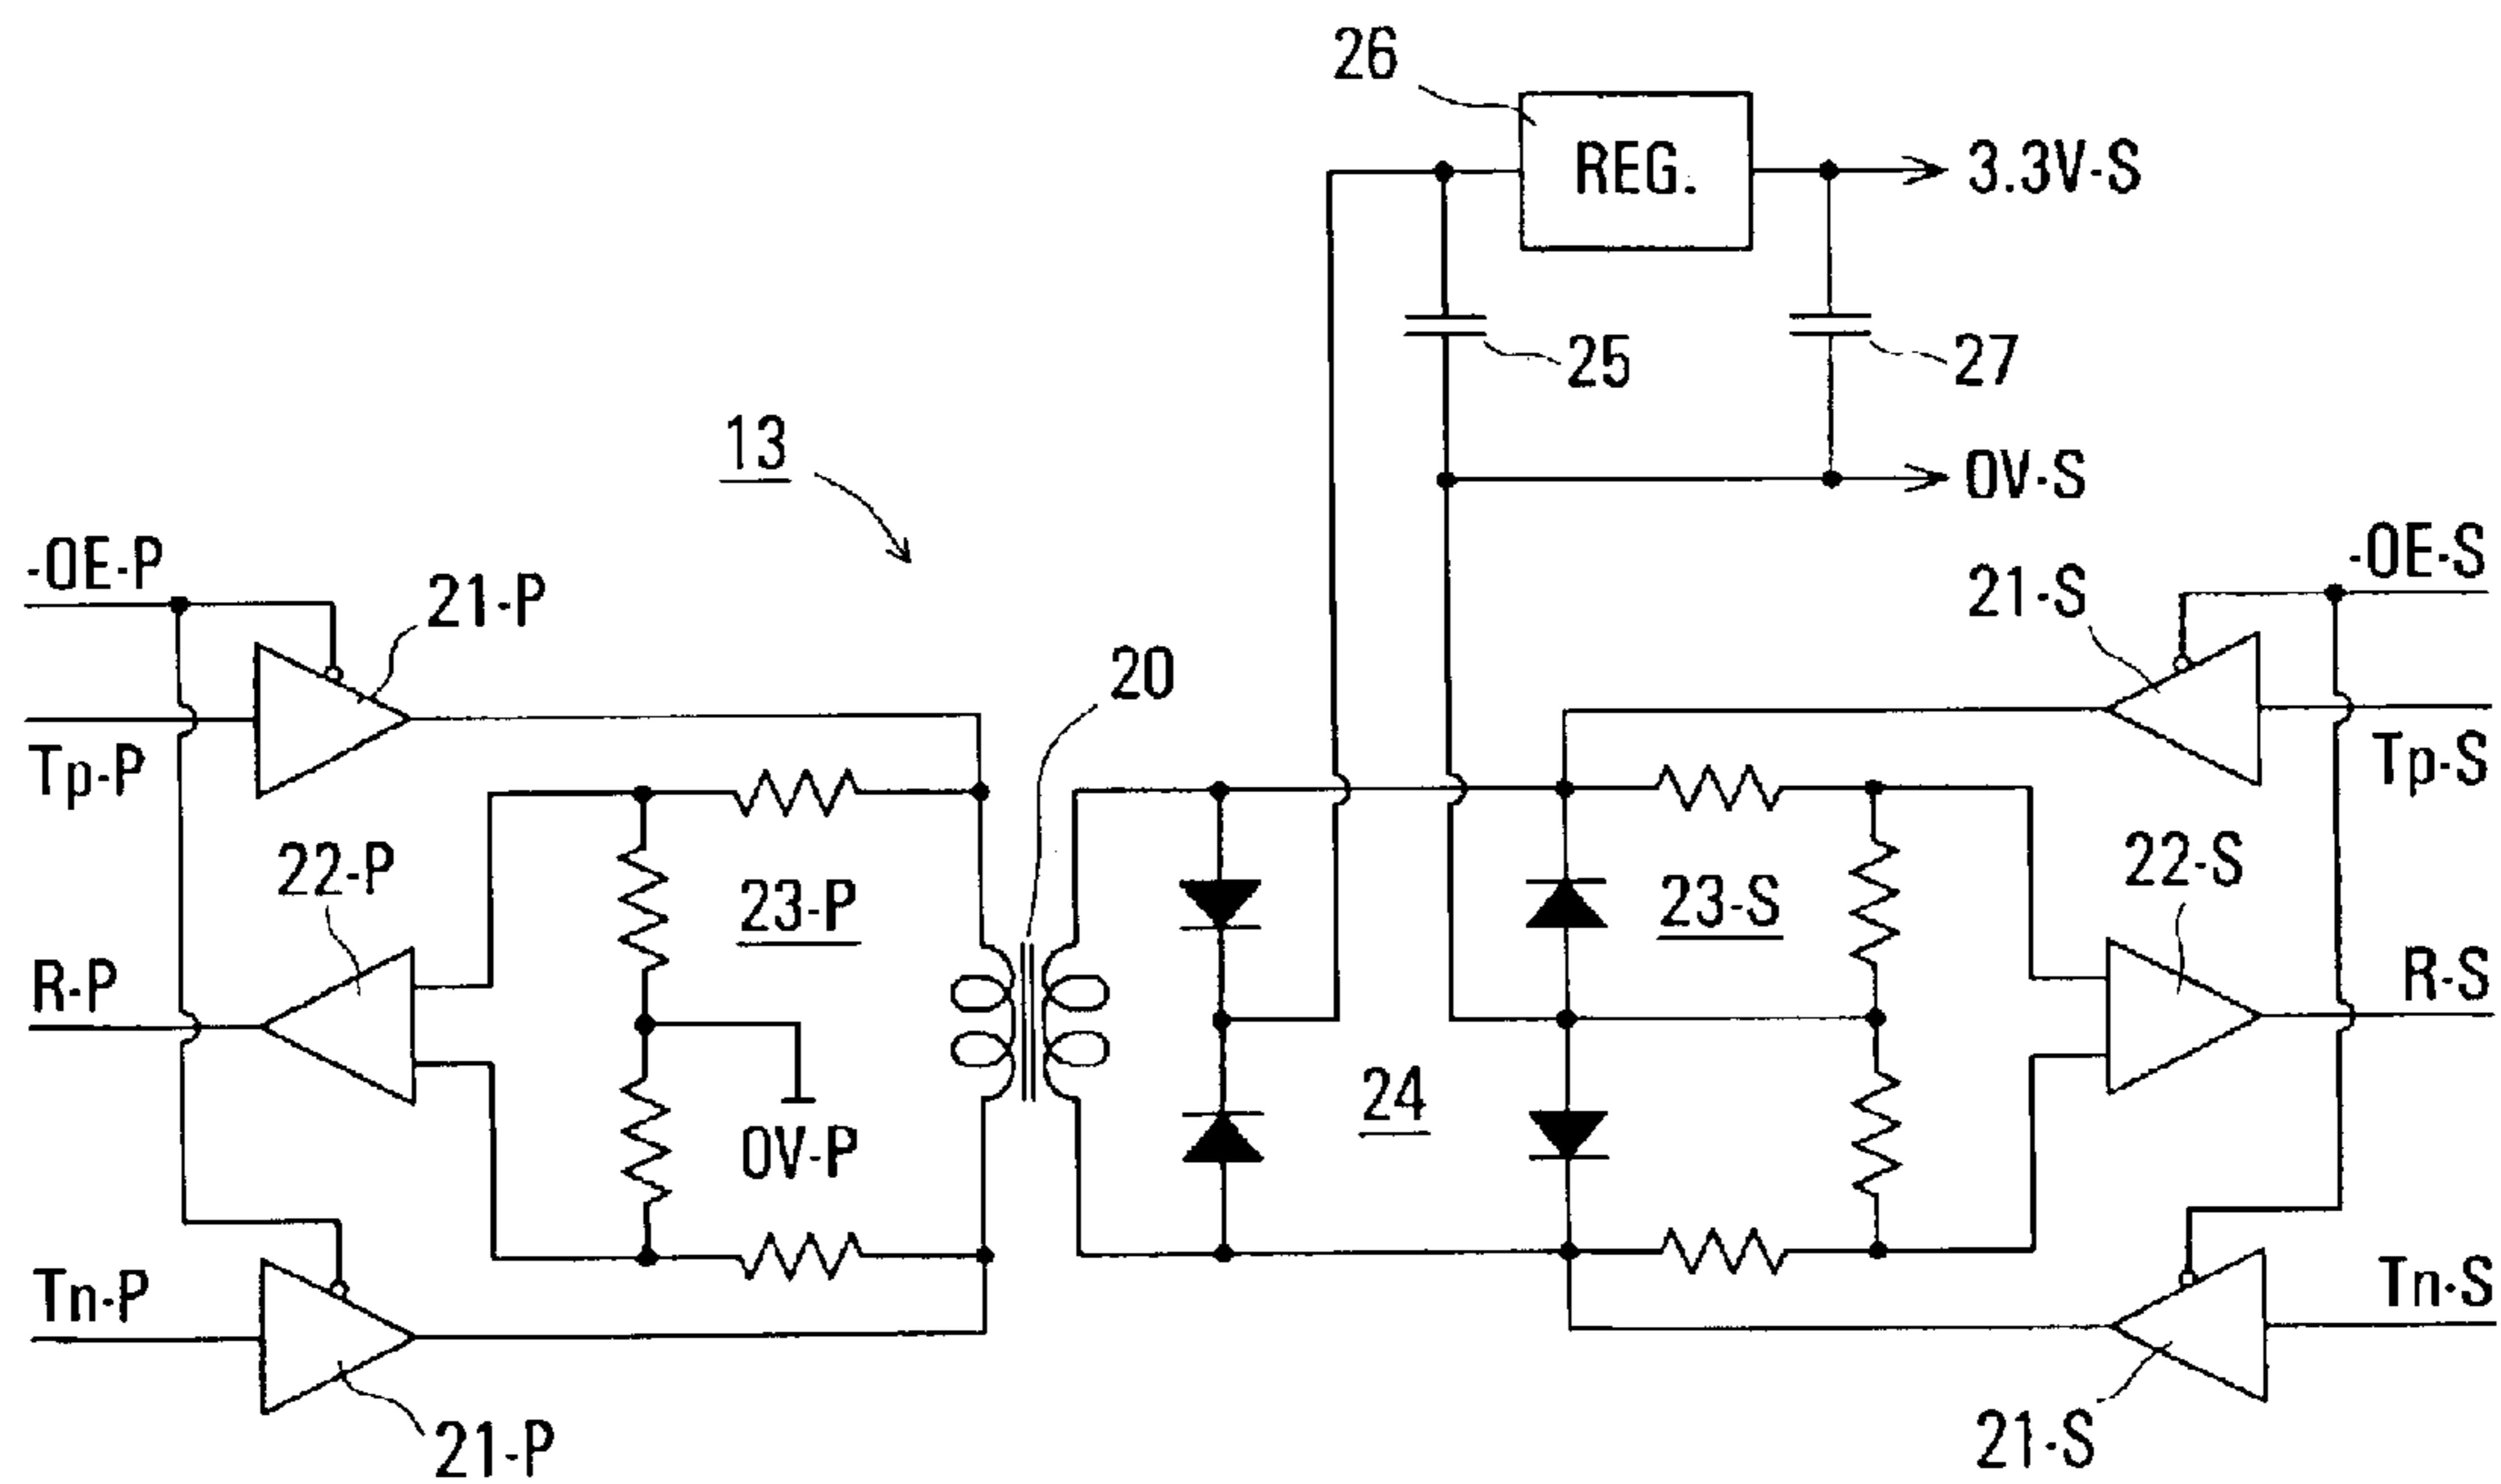 26
REG.
3.3V-S
25
27
13
0V-S
-OE-P
-OE-S
21-P
21-S
20
Tp-P
Tp-S
22-P
23-P
23-S
22-S
R-P
R-S
24
0V-P
Tn-P
Tn-S
21-P
21-S